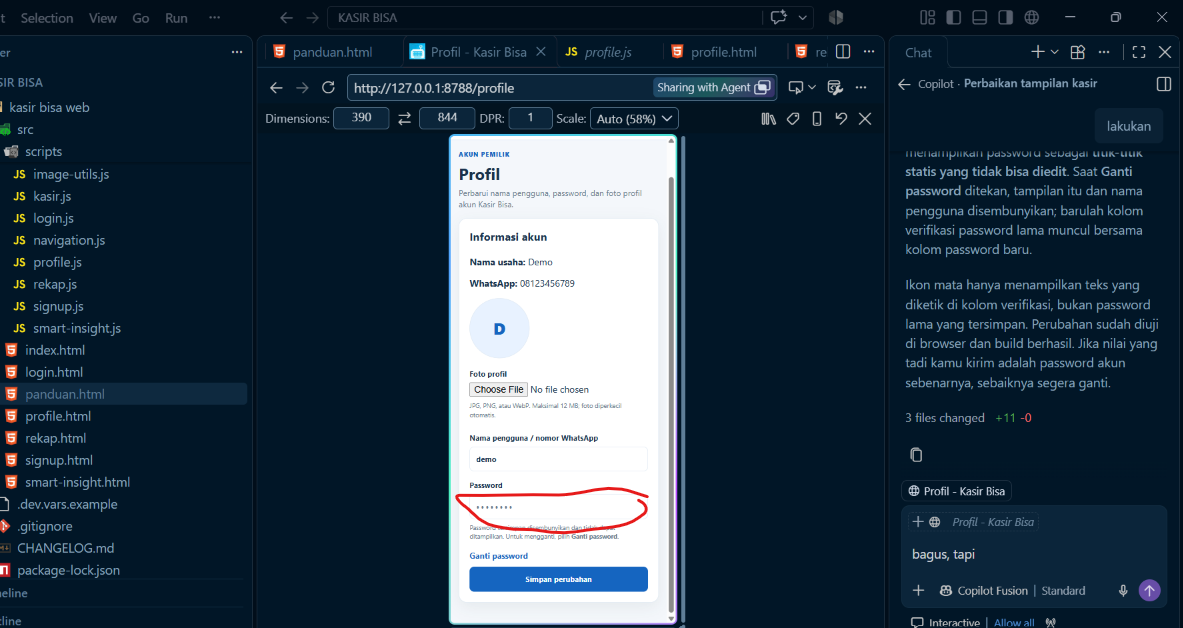 Selection View Go Run ···
KASIR BISA
panduan.html
Profil - Kasir Bisa
JS profile.js
profile.html
re
Chat
http://127.0.0.1:8788/profile
Sharing with Agent
Dimensions: 390 844 DPR: 1 Scale: Auto (58%)
SIR BISA
kasir bisa web
src
scripts
JS image-utils.js
JS kasir.js
JS login.js
JS navigation.js
JS profile.js
JS rekap.js
JS signup.js
JS smart-insight.js
index.html
login.html
panduan.html
profile.html
rekap.html
signup.html
smart-insight.html
.dev.vars.example
.gitignore
CHANGELOG.md
package-lock.json
AKUN PEMILIK
Profil
Perbarui nama pengguna, password, dan foto profil
akun Kasir Bisa.
Informasi akun
Nama usaha: Demo
WhatsApp: 08123456789
D
Foto profil
Choose File No file chosen
JPG, PNG, atau WebP. Maksimal 12 MB, foto diperkecil
otomatis.
Nama pengguna / nomor WhatsApp
demo
Password
••••••••
Password disembunyikan dan tidak
ditampilkan. Untuk mengganti, pilih Ganti password.
Ganti password
Simpan perubahan
Copilot · Perbaikan tampilan kasir
lakukan
menampilkan password sebagai titik-titik
statis yang tidak bisa diedit. Saat Ganti
password ditekan, tampilan itu dan nama
pengguna disembunyikan; barulah kolom
verifikasi password lama muncul bersama
kolom password baru.
Ikon mata hanya menampilkan teks yang
diketik di kolom verifikasi, bukan password
lama yang tersimpan. Perubahan sudah diuji
di browser dan build berhasil. Jika nilai yang
tadi kamu kirim adalah password akun
sebenarnya, sebaiknya segera ganti.
3 files changed +11 -0
Profil - Kasir Bisa
Profil - Kasir Bisa
bagus, tapi
Copilot Fusion | Standard
Interactive | Allow all